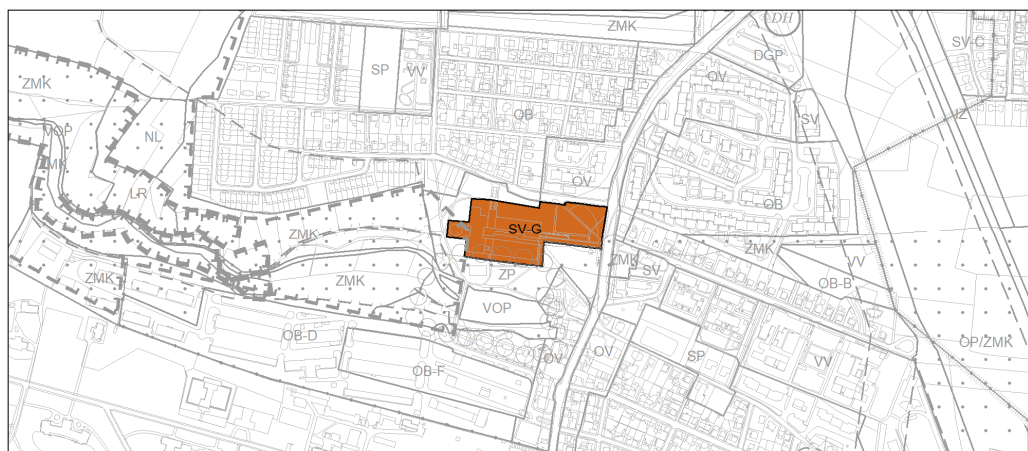 DH
ZMK
SV-C
DGP
OV
SP
VV
ZMK
OB
SV
IZ
VOP
NL
ZMK
LR
OV
OB
SV-G
ZMK
ZMK
ZMK
ZMK
ZP
ZMK
SV
VV
OB-B
VOP
OB-D
OV
OV
SP
VV
OP/ZMK
OB-F